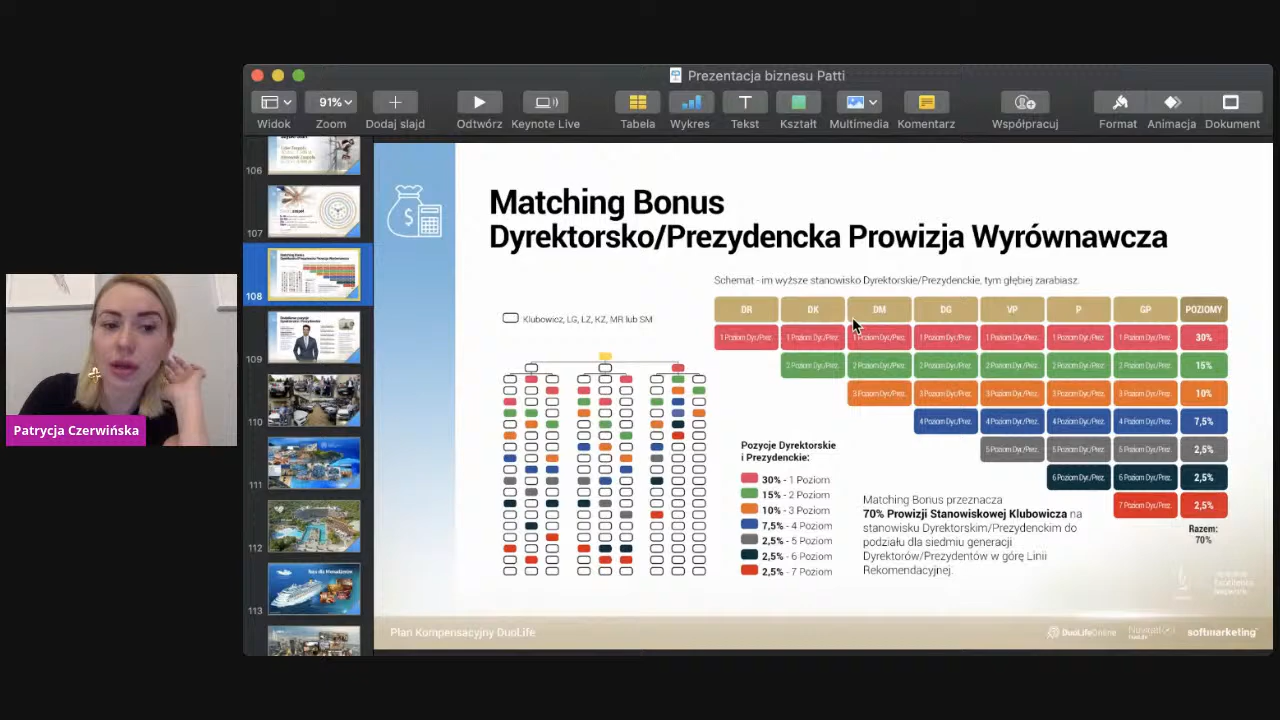 Prezentacja biznesu Patti
91%
Widok
Zoom
Dodaj slajd
Odtwórz
Keynote Live
Tabela
Wykres
Tekst
Kształt
Multimedia
Komentarz
Współpracuj
Format
Animacja
Dokument
106
107
108
109
110
111
112
113
Patrycja Czerwińska
Matching Bonus
Dyrektorsko/Prezydencka Prowizja Wyrównawcza
Schemat - im wyższe stanowisko Dyrektorskie/Prezydenckie, tym głębiej zarabiasz.
Klubowicz, LG, LZ, KZ, MR lub SM
DR DK DM DG VP P GP POZIOMY
1 Poziom Dyr./Prez. 1 Poziom Dyr./Prez. 1 Poziom Dyr./Prez. 1 Poziom Dyr./Prez. 1 Poziom Dyr./Prez. 1 Poziom Dyr./Prez. 1 Poziom Dyr./Prez. 30%
2 Poziom Dyr./Prez. 2 Poziom Dyr./Prez. 2 Poziom Dyr./Prez. 2 Poziom Dyr./Prez. 2 Poziom Dyr./Prez. 2 Poziom Dyr./Prez. 15%
3 Poziom Dyr./Prez. 3 Poziom Dyr./Prez. 3 Poziom Dyr./Prez. 3 Poziom Dyr./Prez. 3 Poziom Dyr./Prez. 10%
4 Poziom Dyr./Prez. 4 Poziom Dyr./Prez. 4 Poziom Dyr./Prez. 4 Poziom Dyr./Prez. 7,5%
5 Poziom Dyr./Prez. 5 Poziom Dyr./Prez. 5 Poziom Dyr./Prez. 2,5%
6 Poziom Dyr./Prez. 6 Poziom Dyr./Prez. 2,5%
7 Poziom Dyr./Prez. 2,5%
Razem:
70%
Pozycje Dyrektorskie
i Prezydenckie:
30% - 1 Poziom
15% - 2 Poziom
10% - 3 Poziom
7,5% - 4 Poziom
2,5% - 5 Poziom
2,5% - 6 Poziom
2,5% - 7 Poziom
Matching Bonus przeznacza
70% Prowizji Stanowiskowej Klubowicza na
stanowisku Dyrektorskim/Prezydenckim do
podziału dla siedmiu generacji
Dyrektorów/Prezydentów w górę Linii
Rekomendacyjnej.
Plan Kompensacyjny DuoLife
DuoLifeOnline
softmarketing